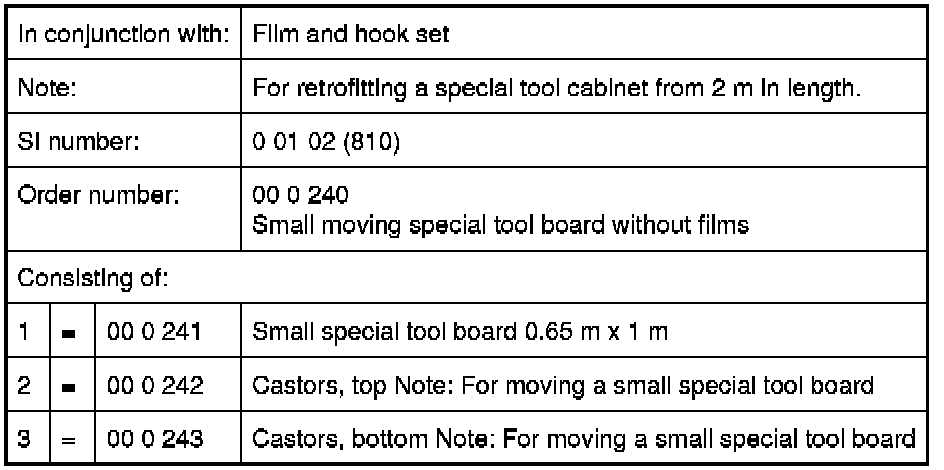 In conjunction with: Film and hook set
Note: For retrofitting a special tool cabinet from 2 m in length.
SI number: 0 01 02 (810)
Order number: 00 0 240
Small moving special tool board without films
Consisting of:
1 = 00 0 241 Small special tool board 0.65 m x 1 m
2 = 00 0 242 Castors, top Note: For moving a small special tool board
3 = 00 0 243 Castors, bottom Note: For moving a small special tool board